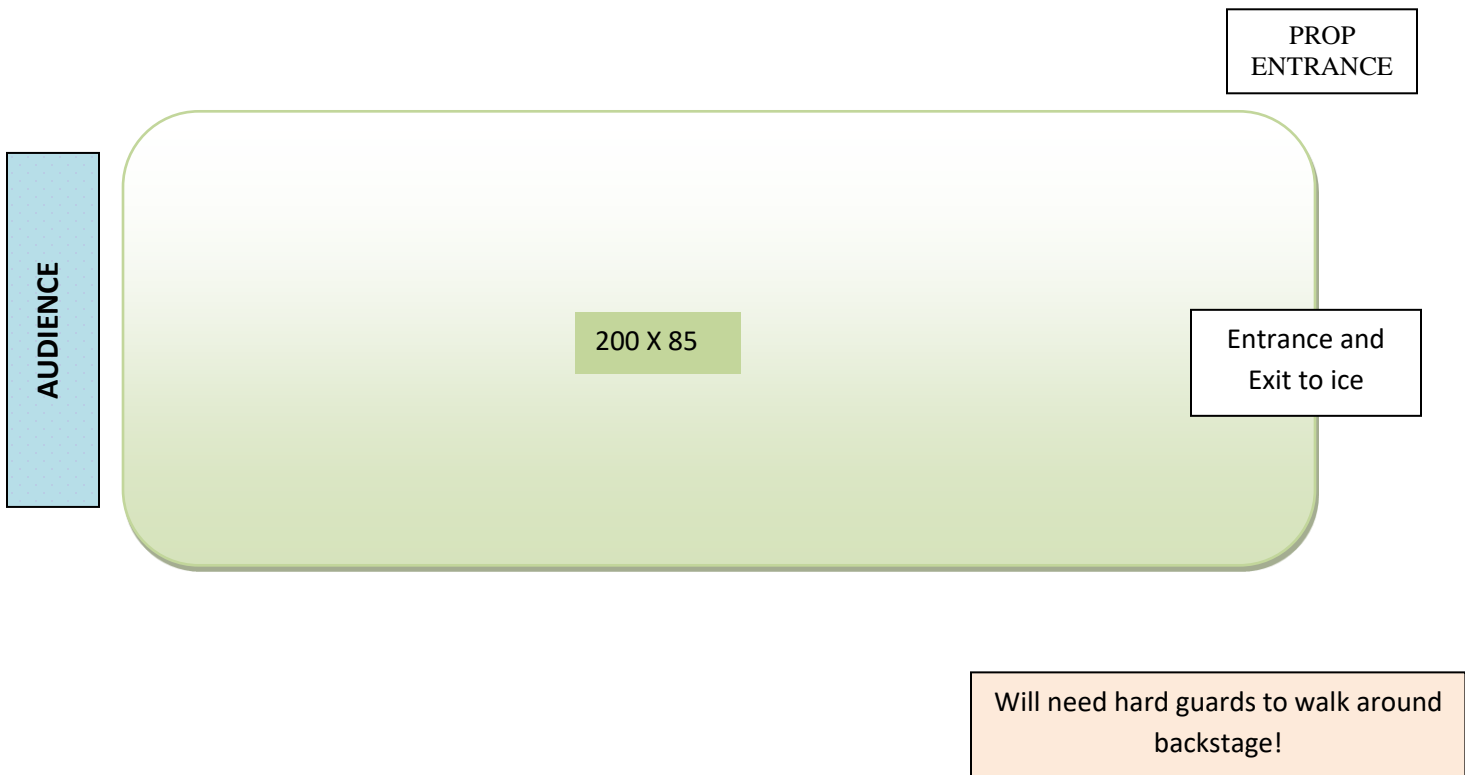 PROP
ENTRANCE
AUDIENCE
200 X 85
Entrance and
Exit to ice
Will need hard guards to walk around
backstage!